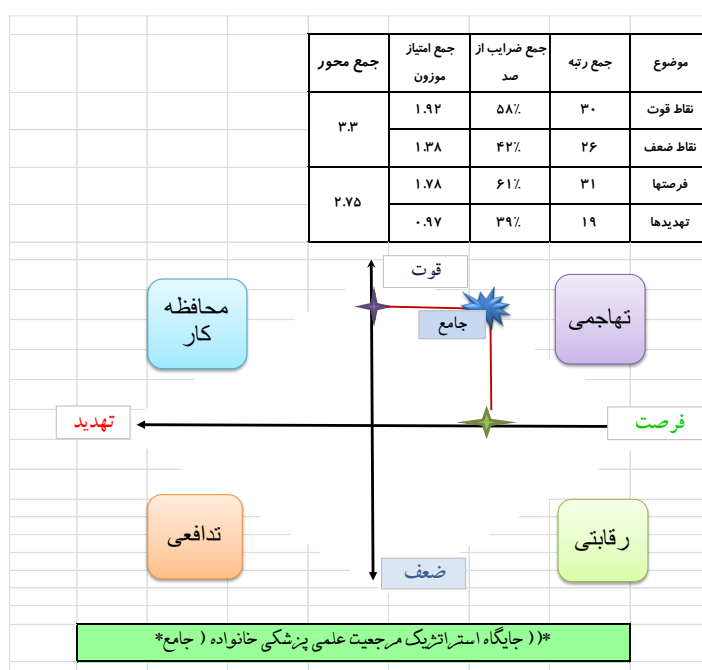 موضوع جمع رتبه جمع ضرایب از صد جمع امتیاز موزون جمع محور
نقاط قوت ۳۰ ۵۸٪ ۱.۹۲ ۳.۳
نقاط ضعف ۲۶ ۴۲٪ ۱.۳۸
فرصتها ۳۱ ۶۱٪ ۱.۷۸ ۲.۷۵
تهدیدها ۱۹ ۳۹٪ ۰.۹۷
قوت
تهاجمی
جامع
محافظه
کار
فرصت
تهدید
رقابتی
تدافعی
ضعف
*(( جایگاه استراتژیک مرجعیت علمی پزشکی خانواده ( جامع*